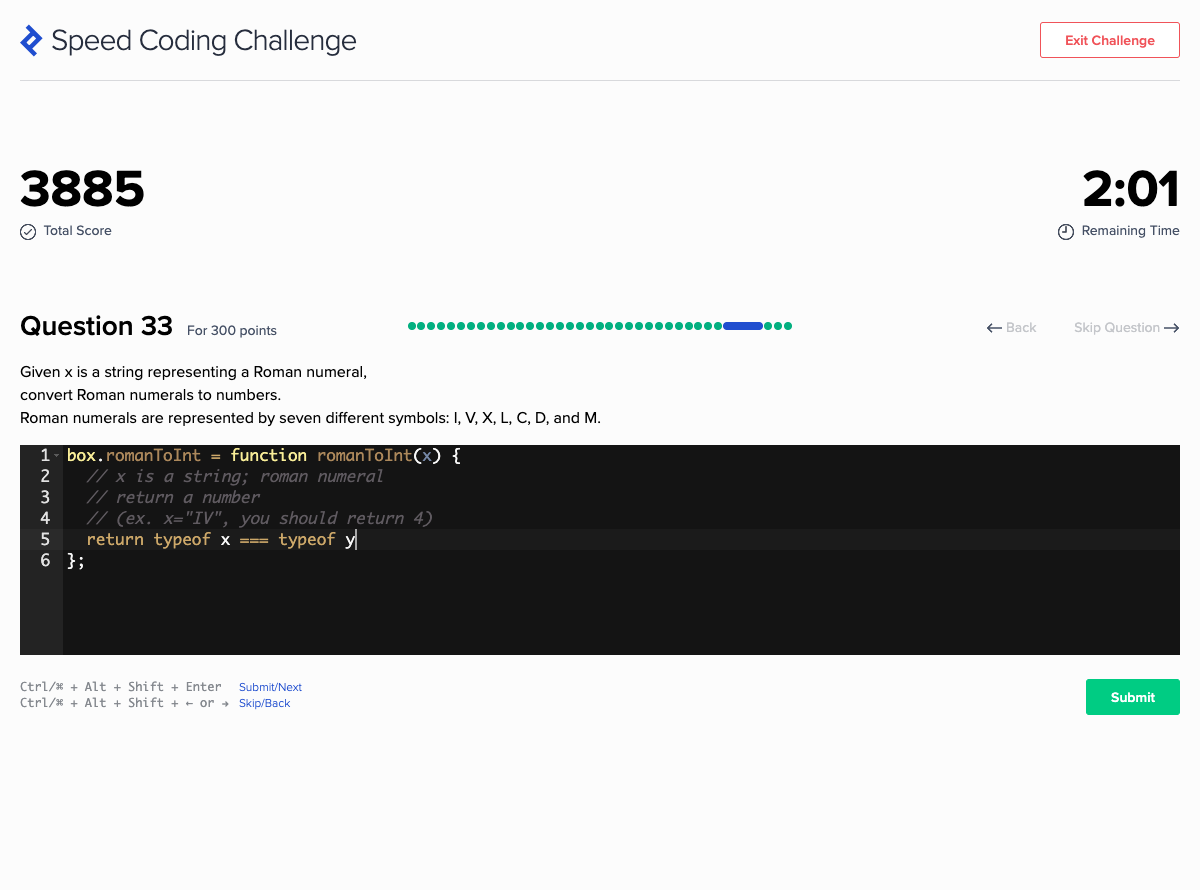 Speed Coding Challenge
Exit Challenge
3885
2:01
Total Score
Remaining Time
Question 33 For 300 points
← Back
Skip Question →
Given x is a string representing a Roman numeral,
convert Roman numerals to numbers.
Roman numerals are represented by seven different symbols: I, V, X, L, C, D, and M.
1 box.romanToInt = function romanToInt(x) {
2 // x is a string; roman numeral
3 // return a number
4 // (ex. x="IV", you should return 4)
5 return typeof x === typeof y
6 };
Ctrl/⌘ + Alt + Shift + Enter Submit/Next
Ctrl/⌘ + Alt + Shift + ← or → Skip/Back
Submit